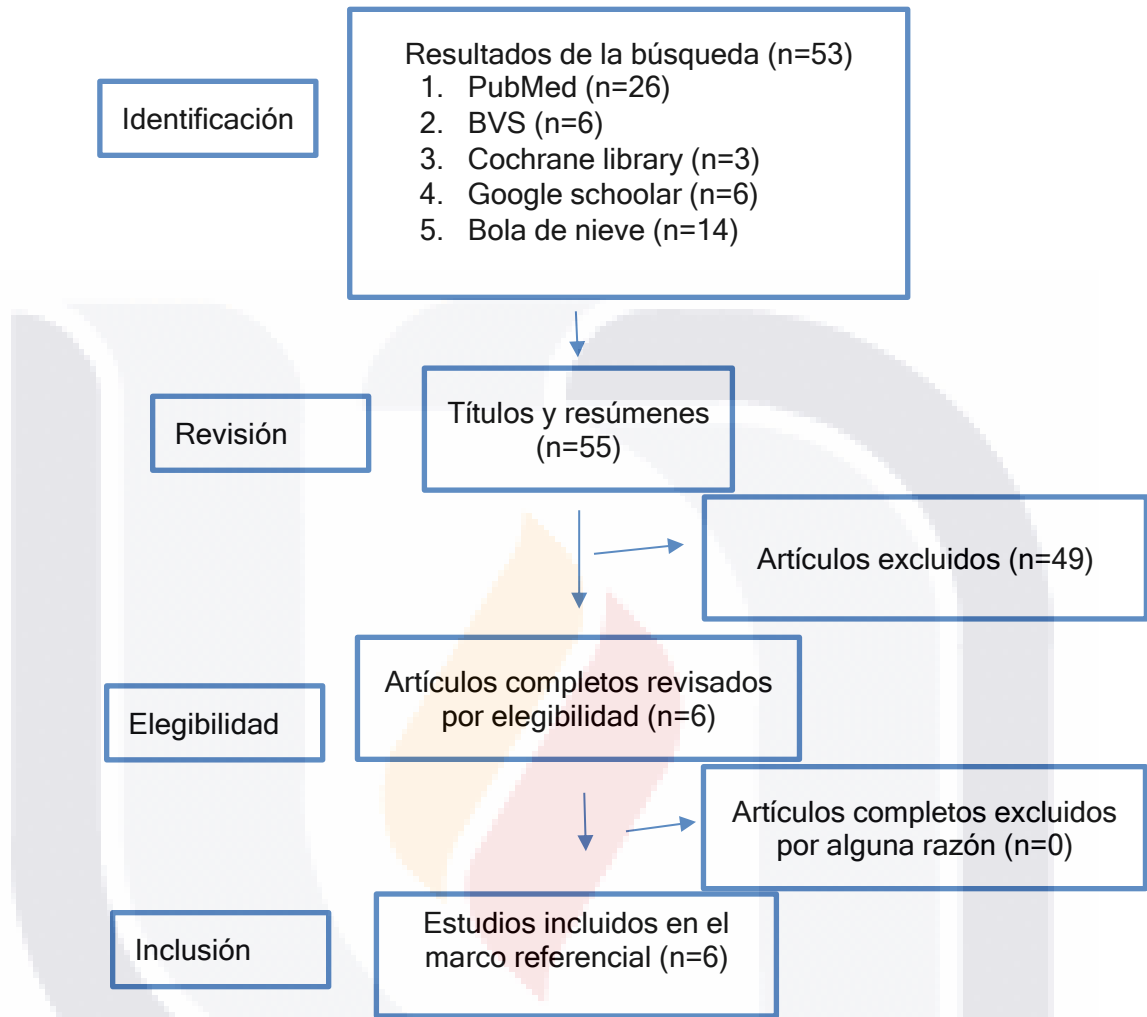 Identificación
Resultados de la búsqueda (n=53)
1. PubMed (n=26)
2. BVS (n=6)
3. Cochrane library (n=3)
4. Google schoolar (n=6)
5. Bola de nieve (n=14)
Revisión
Títulos y resúmenes
(n=55)
Artículos excluidos (n=49)
Elegibilidad
Artículos completos revisados
por elegibilidad (n=6)
Artículos completos excluidos
por alguna razón (n=0)
Inclusión
Estudios incluidos en el
marco referencial (n=6)